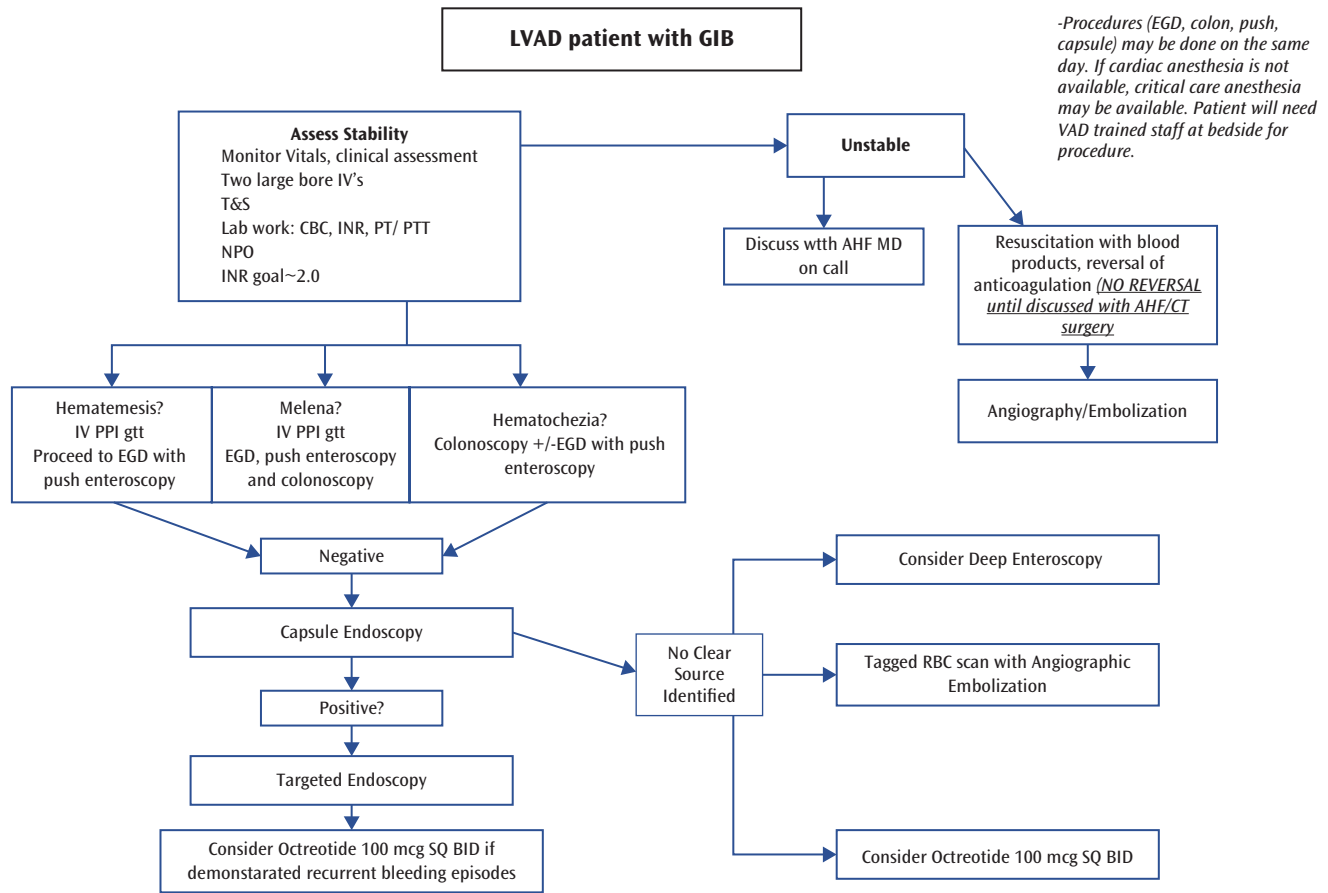 LVAD patient with GIB
-Procedures (EGD, colon, push,
capsule) may be done on the same
day. If cardiac anesthesia is not
available, critical care anesthesia
may be available. Patient will need
VAD trained staff at bedside for
procedure.
Assess Stability
Monitor Vitals, clinical assessment
Two large bore IV's
T&S
Lab work: CBC, INR, PT/ PTT
NPO
INR goal~2.0
Unstable
Discuss wtth AHF MD
on call
Resuscitation with blood
products, reversal of
anticoagulation (NO REVERSAL
until discussed with AHF/CT
surgery
Angiography/Embolization
Hematemesis?
IV PPI gtt
Proceed to EGD with
push enteroscopy
Melena?
IV PPI gtt
EGD, push enteroscopy
and colonoscopy
Hematochezia?
Colonoscopy +/-EGD with push
enteroscopy
Negative
Capsule Endoscopy
Positive?
Targeted Endoscopy
Consider Octreotide 100 mcg SQ BID if
demonstarated recurrent bleeding episodes
No Clear
Source
Identified
Consider Deep Enteroscopy
Tagged RBC scan with Angiographic
Embolization
Consider Octreotide 100 mcg SQ BID